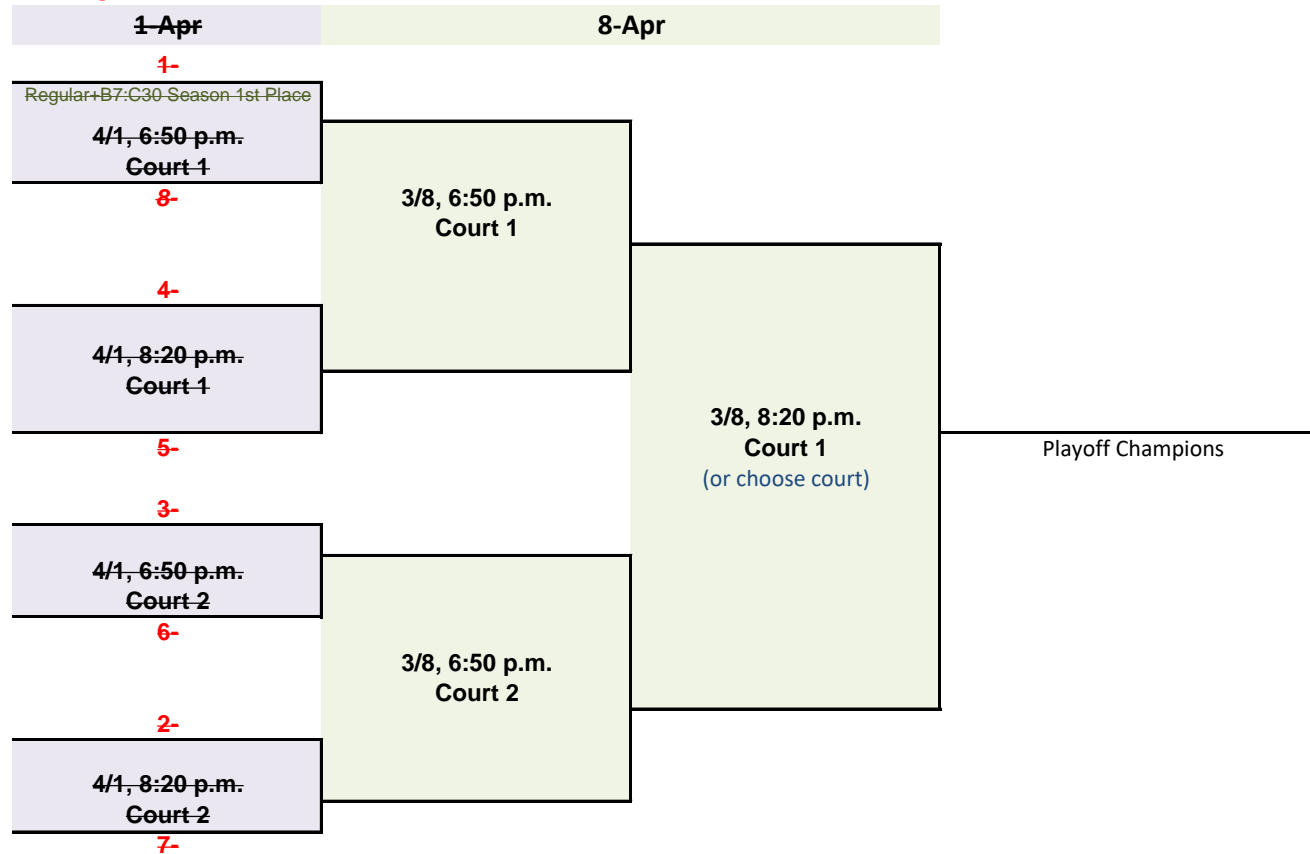 1-Apr
8-Apr
1-
Regular+B7:C30 Season 1st Place
4/1, 6:50 p.m.
Court 1
8-
3/8, 6:50 p.m.
Court 1
4-
4/1, 8:20 p.m.
Court 1
5-
3/8, 8:20 p.m.
Court 1
(or choose court)
Playoff Champions
3-
4/1, 6:50 p.m.
Court 2
6-
3/8, 6:50 p.m.
Court 2
2-
4/1, 8:20 p.m.
Court 2
7-